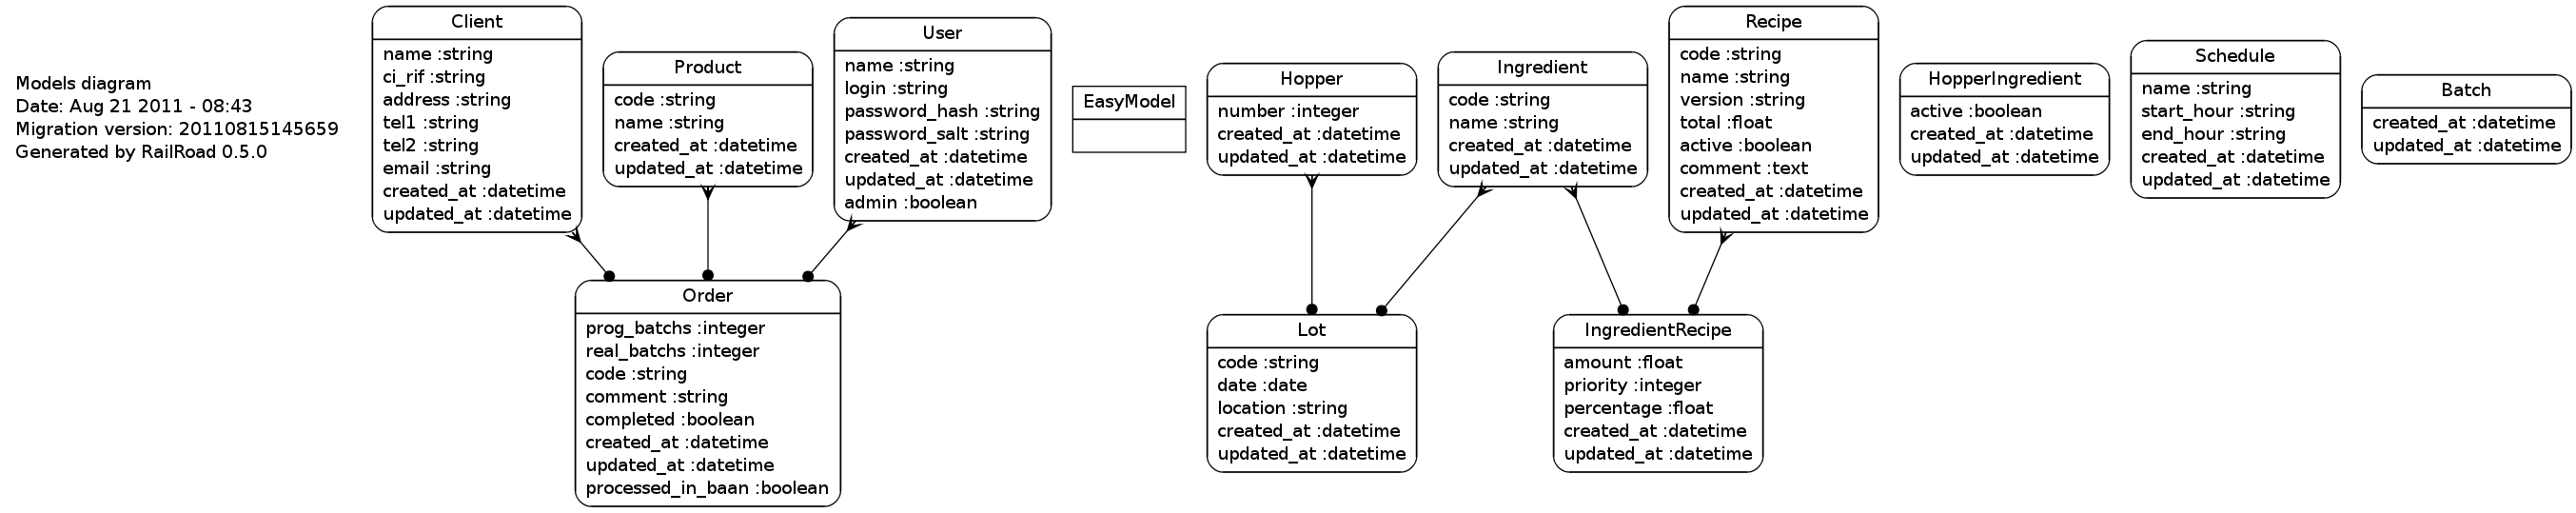 Models diagram
Date: Aug 21 2011 - 08:43
Migration version: 20110815145659
Generated by RailRoad 0.5.0
Client
name :string
ci_rif :string
address :string
tel1 :string
tel2 :string
email :string
created_at :datetime
updated_at :datetime
Product
code :string
name :string
created_at :datetime
updated_at :datetime
User
name :string
login :string
password_hash :string
password_salt :string
created_at :datetime
updated_at :datetime
admin :boolean
EasyModel
Hopper
number :integer
created_at :datetime
updated_at :datetime
Ingredient
code :string
name :string
created_at :datetime
updated_at :datetime
Recipe
code :string
name :string
version :string
total :float
active :boolean
comment :text
created_at :datetime
updated_at :datetime
HopperIngredient
active :boolean
created_at :datetime
updated_at :datetime
Schedule
name :string
start_hour :string
end_hour :string
created_at :datetime
updated_at :datetime
Batch
created_at :datetime
updated_at :datetime
Order
prog_batchs :integer
real_batchs :integer
code :string
comment :string
completed :boolean
created_at :datetime
updated_at :datetime
processed_in_baan :boolean
Lot
code :string
date :date
location :string
created_at :datetime
updated_at :datetime
IngredientRecipe
amount :float
priority :integer
percentage :float
created_at :datetime
updated_at :datetime